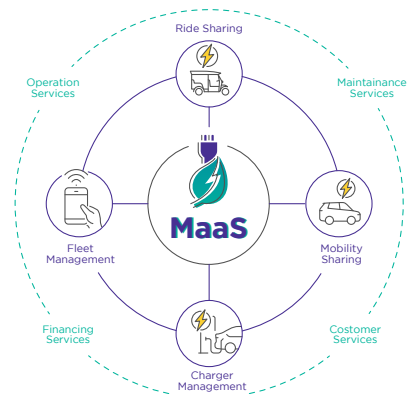 Ride Sharing
Operation
Services
Maintainance
Services
MaaS
Fleet
Management
Mobility
Sharing
Financing
Services
Costomer
Services
Charger
Management